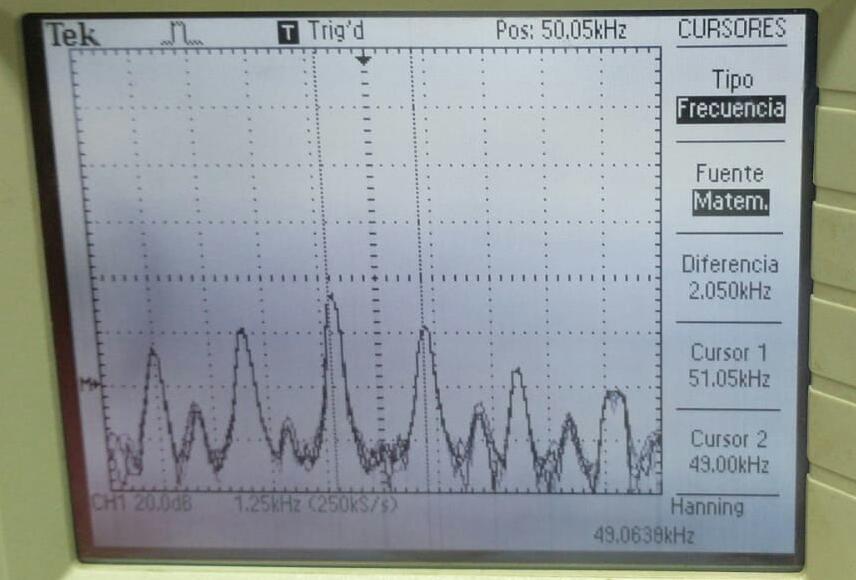 Tek T Trig'd Pos: 50.05kHz CURSORES
Tipo
Frecuencia
Fuente
Matem.
Diferencia
2.050kHz
Cursor 1
51.05kHz
Cursor 2
49.00kHz
M
CH1 20.0dB 1.25kHz (250kS/s) Hanning
49.0638kHz